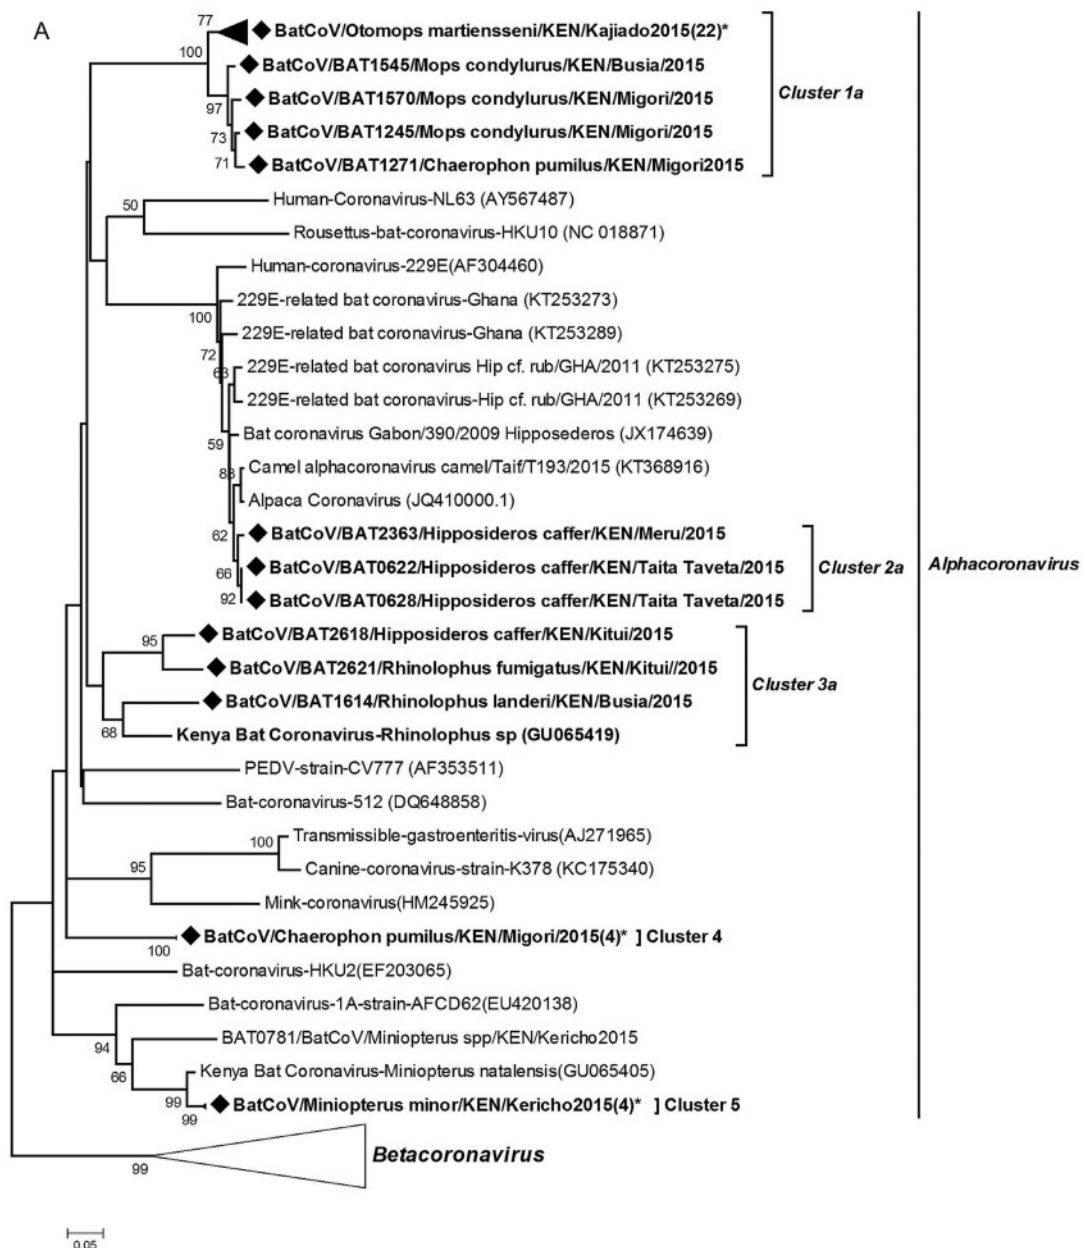 A
77
BatCoV/Otomops martiensseni/KEN/Kajiado2015(22)*
100
BatCoV/BAT1545/Mops condylurus/KEN/Busia/2015
Cluster 1a
97
BatCoV/BAT1570/Mops condylurus/KEN/Migori/2015
73
BatCoV/BAT1245/Mops condylurus/KEN/Migori/2015
71
BatCoV/BAT1271/Chaerophon pumilus/KEN/Migori2015
50
Human-Coronavirus-NL63 (AY567487)
Rousettus-bat-coronavirus-HKU10 (NC 018871)
Human-coronavirus-229E(AF304460)
100
229E-related bat coronavirus-Ghana (KT253273)
229E-related bat coronavirus-Ghana (KT253289)
72
63
229E-related bat coronavirus Hip cf. rub/GHA/2011 (KT253275)
229E-related bat coronavirus-Hip cf. rub/GHA/2011 (KT253269)
59
Bat coronavirus Gabon/390/2009 Hipposederos (JX174639)
83
Camel alphacoronavirus camel/Taif/T193/2015 (KT368916)
Alpaca Coronavirus (JQ410000.1)
62
BatCoV/BAT2363/Hipposideros caffer/KEN/Meru/2015
66
BatCoV/BAT0622/Hipposideros caffer/KEN/Taita Taveta/2015
Cluster 2a
Alphacoronavirus
92
BatCoV/BAT0628/Hipposideros caffer/KEN/Taita Taveta/2015
95
BatCoV/BAT2618/Hipposideros caffer/KEN/Kitui/2015
BatCoV/BAT2621/Rhinolophus fumigatus/KEN/Kitui//2015
Cluster 3a
BatCoV/BAT1614/Rhinolophus landeri/KEN/Busia/2015
68
Kenya Bat Coronavirus-Rhinolophus sp (GU065419)
PEDV-strain-CV777 (AF353511)
Bat-coronavirus-512 (DQ648858)
100
Transmissible-gastroenteritis-virus(AJ271965)
95
Canine-coronavirus-strain-K378 (KC175340)
Mink-coronavirus(HM245925)
100
BatCoV/Chaerophon pumilus/KEN/Migori/2015(4)* ] Cluster 4
Bat-coronavirus-HKU2(EF203065)
Bat-coronavirus-1A-strain-AFCD62(EU420138)
94
BAT0781/BatCoV/Miniopterus spp/KEN/Kericho2015
66
Kenya Bat Coronavirus-Miniopterus natalensis(GU065405)
99
BatCoV/Miniopterus minor/KEN/Kericho2015(4)* ] Cluster 5
99
99
Betacoronavirus
0.05